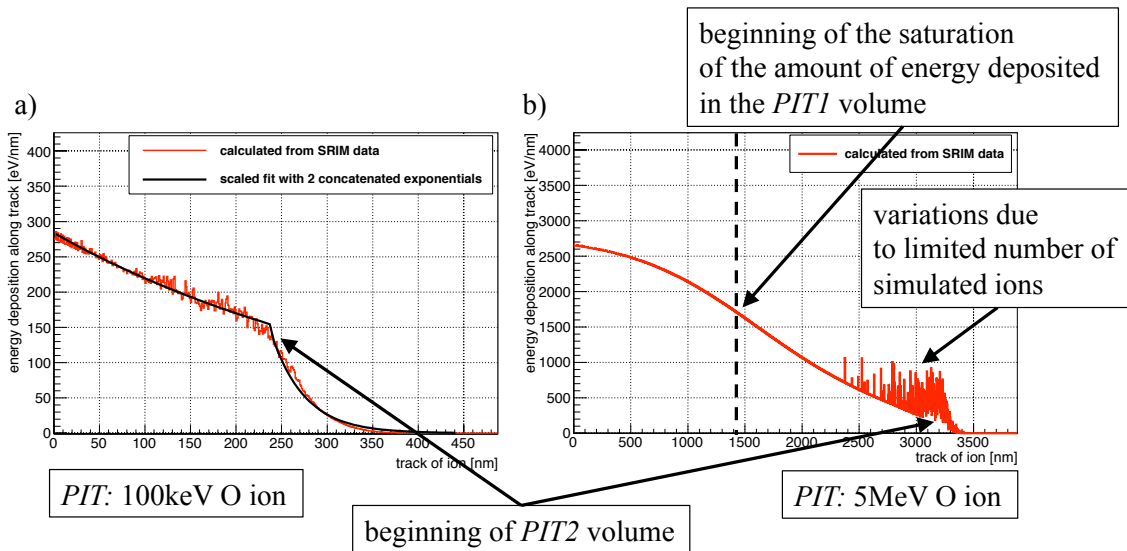 beginning of the saturation
of the amount of energy deposited
in the PIT1 volume
a)
b)
energy deposition along track [eV/nm]
400
350
300
250
200
150
100
50
0
calculated from SRIM data
scaled fit with 2 concatenated exponentials
0 50 100 150 200 250 300 350 400 450
track of ion [nm]
energy deposition along track [eV/nm]
4000
3500
3000
2500
2000
1500
1000
500
0
calculated from SRIM data
0 500 1000 1500 2000 2500 3000 3500
track of ion [nm]
variations due
to limited number of
simulated ions
PIT: 100keV O ion
beginning of PIT2 volume
PIT: 5MeV O ion